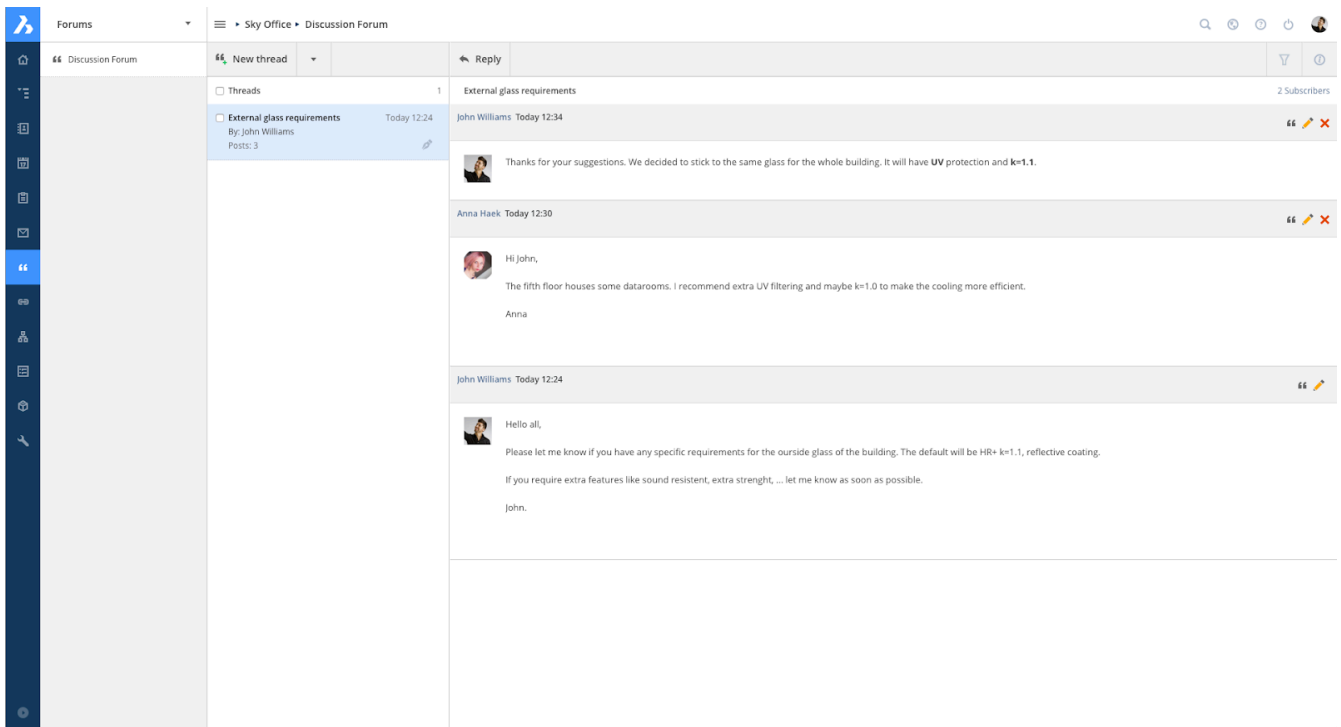 Forums
Sky Office
Discussion Forum
Discussion Forum
New thread
Reply
Threads 1
External glass requirements Today 12:24
By: John Williams
Posts: 3
External glass requirements 2 Subscribers
John Williams Today 12:34
Thanks for your suggestions. We decided to stick to the same glass for the whole building. It will have UV protection and k=1.1.
Anna Haek Today 12:30
Hi John,
The fifth floor houses some datarooms. I recommend extra UV filtering and maybe k=1.0 to make the cooling more efficient.
Anna
John Williams Today 12:24
Hello all,
Please let me know if you have any specific requirements for the ourside glass of the building. The default will be HR+ k=1.1, reflective coating.
If you require extra features like sound resistent, extra strenght, ... let me know as soon as possible.
John.